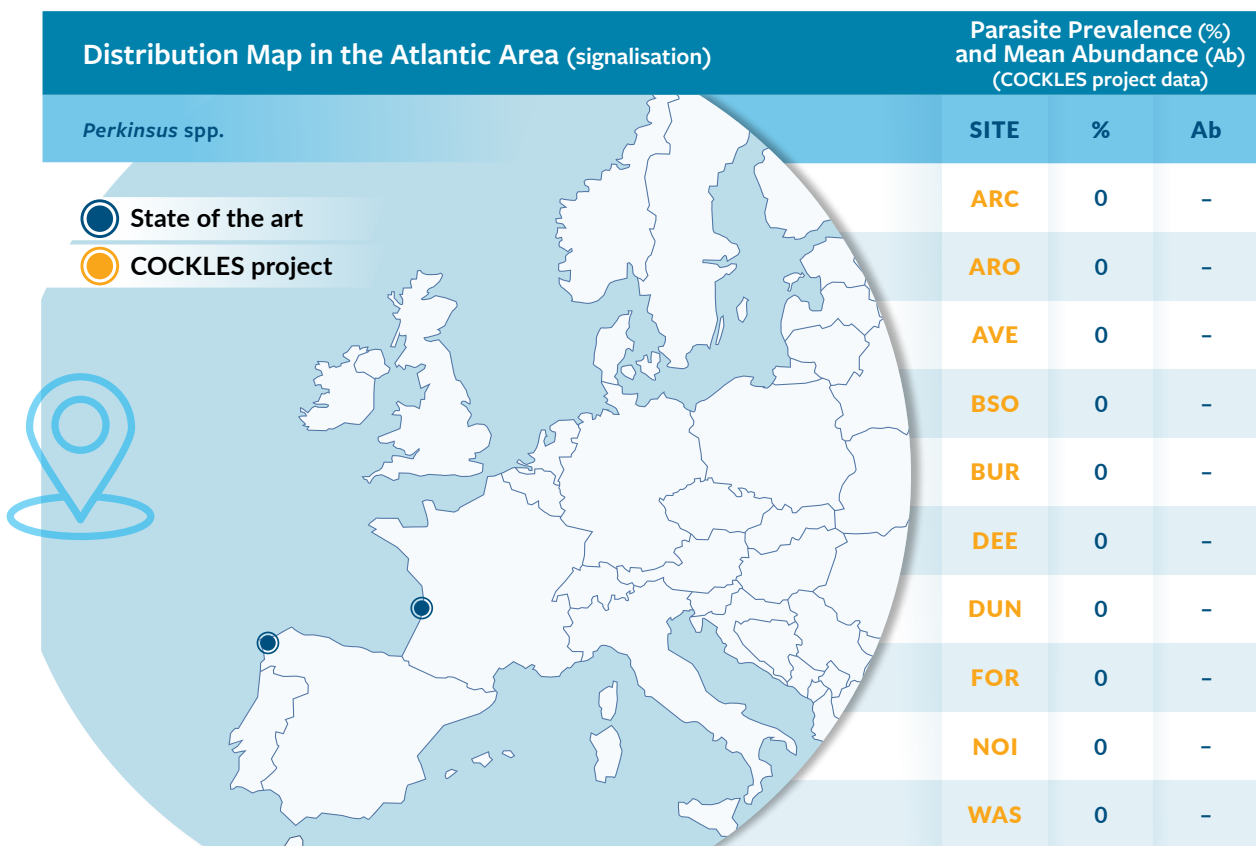 Distribution Map in the Atlantic Area (signalisation)
Parasite Prevalence (%)
and Mean Abundance (Ab)
(COCKLES project data)
Perkinsus spp.
SITE % Ab
State of the art
COCKLES project
ARC 0 –
ARO 0 –
AVE 0 –
BSO 0 –
BUR 0 –
DEE 0 –
DUN 0 –
FOR 0 –
NOI 0 –
WAS 0 –